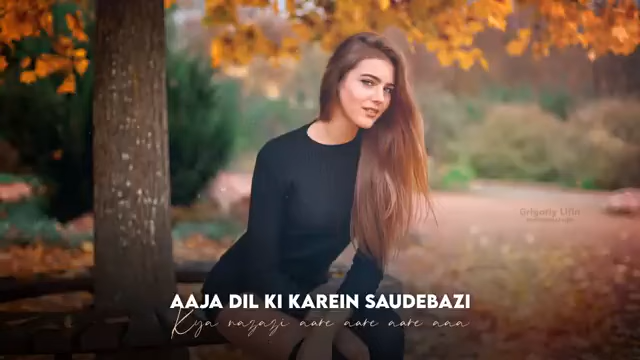 AAJA DIL KI KAREIN SAUDEBAZI
Kya nazazi aare aare aare aaa